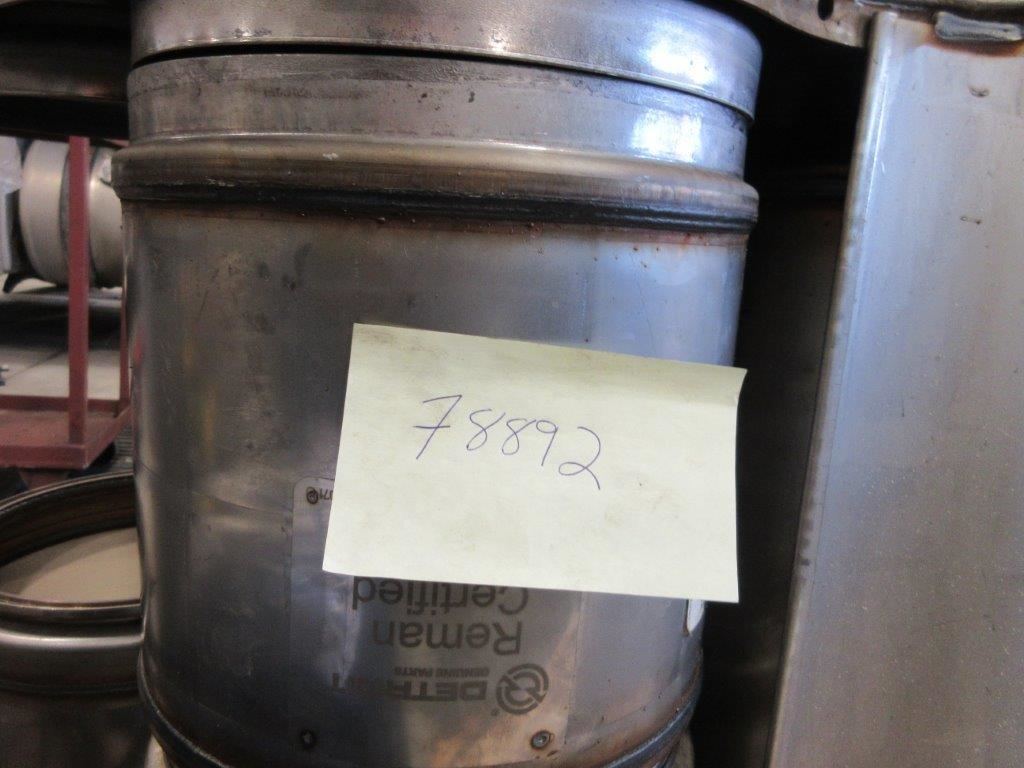 78892
DETROIT
GENUINE PARTS
Reman
Certified